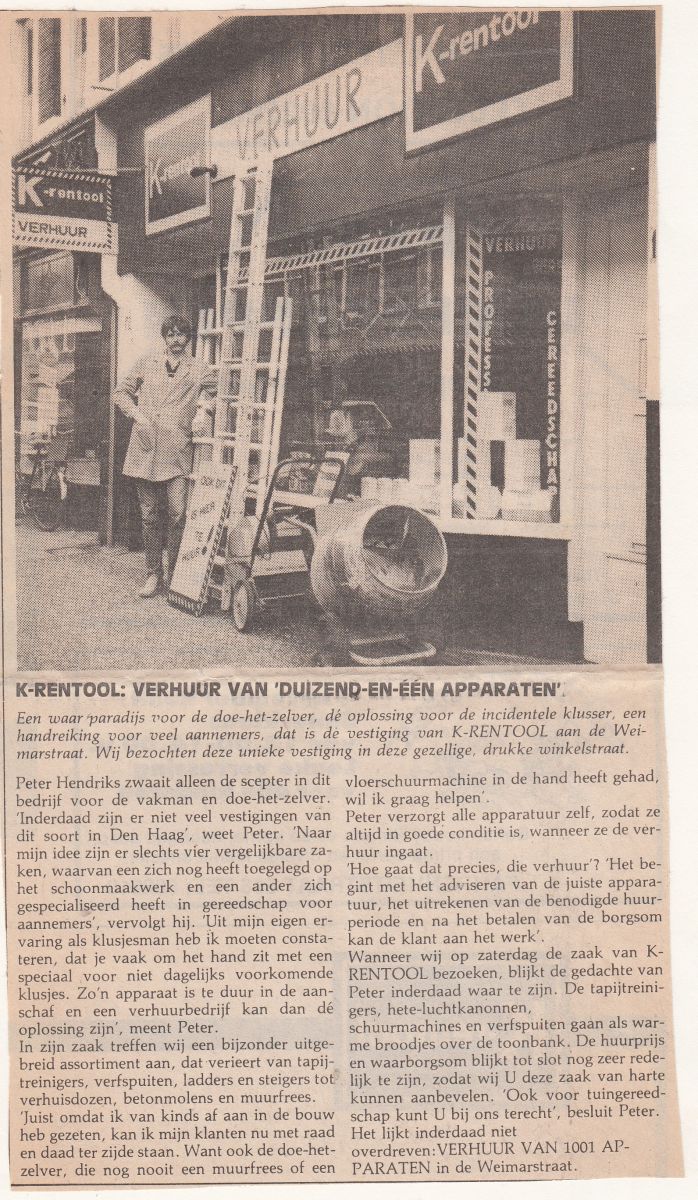 K-rentool
VERHUUR
K-rentool
VERHUUR
K-rentool
VERHUUR
PROFESS
GEREEDSCHAP
OOK DIT
IS HIER
TE
HUUR
K-RENTOOL: VERHUUR VAN 'DUIZEND-EN-ÉÉN APPARATEN'.
Een waar paradijs voor de doe-het-zelver, dé oplossing voor de incidentele klusser, een
handreiking voor veel aannemers, dat is dé vestiging van K-RENTOOL aan de Wei-
marstraat. Wij bezochten deze unieke vestiging in deze gezellige, drukke winkelstraat.
Peter Hendriks zwaait alleen de scepter in dit
bedrijf voor de vakman en doe-het-zelver.
'Inderdaad zijn er niet veel vestigingen van
dit soort in Den Haag', weet Peter. 'Naar
mijn idee zijn er slechts vier vergelijkbare za-
ken, waarvan een zich nog heeft toegelegd op
het schoonmaakwerk en een ander zich
gespecialiseerd heeft in gereedschap voor
aannemers', vervolgt hij. 'Uit mijn eigen er-
varing als klusjesman heb ik moeten consta-
teren, dat je vaak om het hand zit met een
speciaal voor niet dagelijks voorkomende
klusjes. Zo'n apparaat is te duur in de aan-
schaf en een verhuurbedrijf kan dan dé
oplossing zijn', meent Peter.
In zijn zaak treffen wij een bijzonder uitge-
breid assortiment aan, dat verieert van tapij-
treinigers, verfspuiten, ladders en steigers tot
verhuisdozen, betonmolens en muurfrees.
'Juist omdat ik van kinds af aan in de bouw
heb gezeten, kan ik mijn klanten nu met raad
en daad ter zijde staan. Want ook de doe-het-
zelver, die nog nooit een muurfrees of een
vloerschuurmachine in de hand heeft gehad,
wil ik graag helpen'.
Peter verzorgt alle apparatuur zelf, zodat ze
altijd in goede conditie is, wanneer ze de ver-
huur ingaat.
'Hoe gaat dat precies, die verhuur'? 'Het be-
gint met het adviseren van de juiste appara-
tuur, het uitrekenen van de benodigde huur-
periode en na het betalen van de borgsom
kan de klant aan het werk'.
Wanneer wij op zaterdag de zaak van K-
RENTOOL bezoeken, blijkt de gedachte van
Peter inderdaad waar te zijn. De tapijtreini-
gers, hete-luchtkanonnen,
schuurmachines en verfspuiten gaan als war-
me broodjes over de toonbank. De huurprijs
en waarborgsom blijkt tot slot nog zeer rede-
lijk te zijn, zodat wij U deze zaak van harte
kunnen aanbevelen. 'Ook voor tuingereed-
schap kunt U bij ons terecht', besluit Peter.
Het lijkt inderdaad niet
overdreven:VERHUUR VAN 1001 AP-
PARATEN in de Weimarstraat.